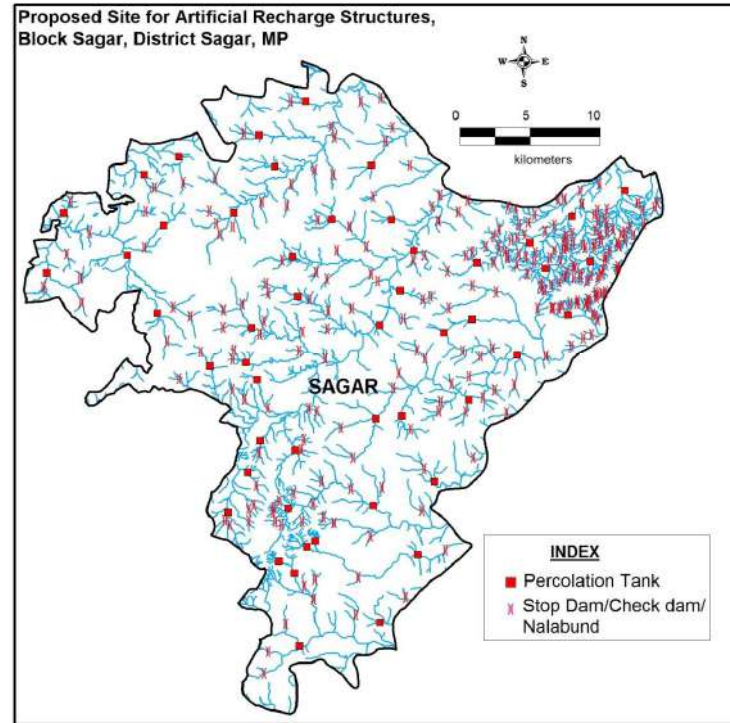 Proposed Site for Artificial Recharge Structures,
Block Sagar, District Sagar, MP
N
W E
S
0 5 10
kilometers
SAGAR
INDEX
Percolation Tank
Stop Dam/Check dam/
Nalabund